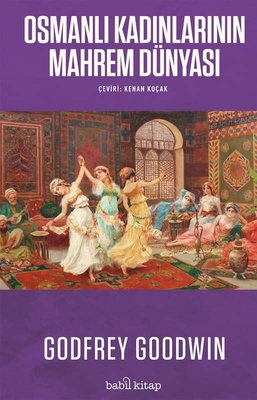 OSMANLI KADINLARININ
MAHREM DÜNYASI
ÇEVİRİ: KENAN KOÇAK
GODFREY GOODWIN
babil kitap